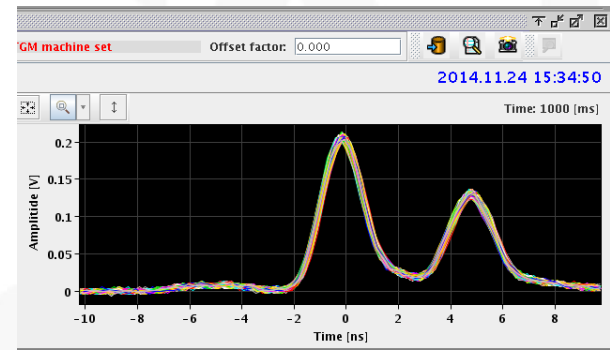 TGM machine set Offset factor: 0.000
2014.11.24 15:34:50
Time: 1000 [ms]
Amplitide [V]
0.2
0.15
0.1
0.05
0
-10 -8 -6 -4 -2 0 2 4 6 8
Time [ns]